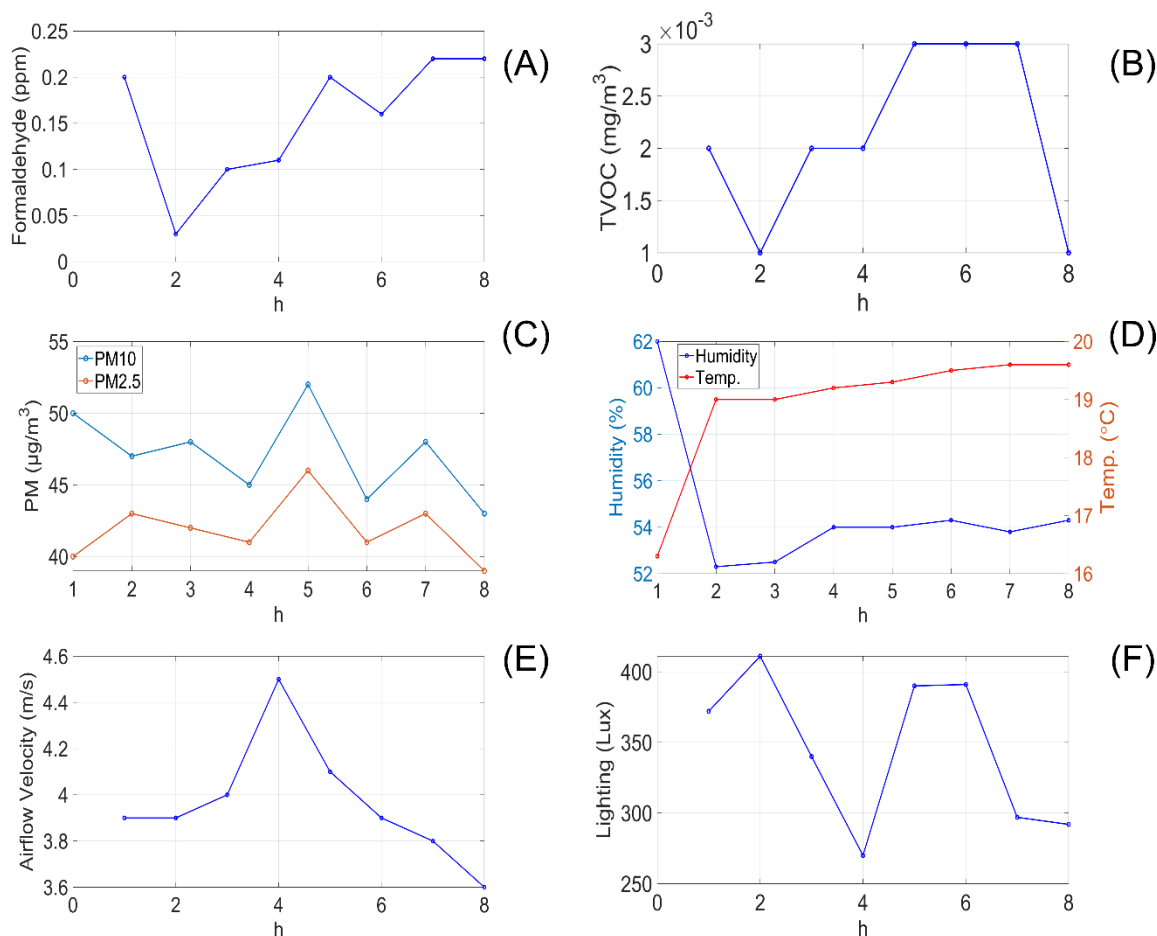 (A)
Formaldehyde (ppm)
0.25
0.2
0.15
0.1
0.05
0
0 2 4 6 8
h
(B)
×10⁻³
TVOC (mg/m³)
3
2.5
2
1.5
1
0 2 4 6 8
h
(C)
PM10
PM2.5
PM (µg/m³)
55
50
45
40
1 2 3 4 5 6 7 8
h
(D)
Humidity
Temp.
Humidity (%)
62
60
58
56
54
52
1 2 3 4 5 6 7 8
h
20
19
18
17
16
Temp. (°C)
(E)
Airflow Velocity (m/s)
4.6
4.4
4.2
4
3.8
3.6
0 2 4 6 8
h
(F)
Lighting (Lux)
400
350
300
250
0 2 4 6 8
h